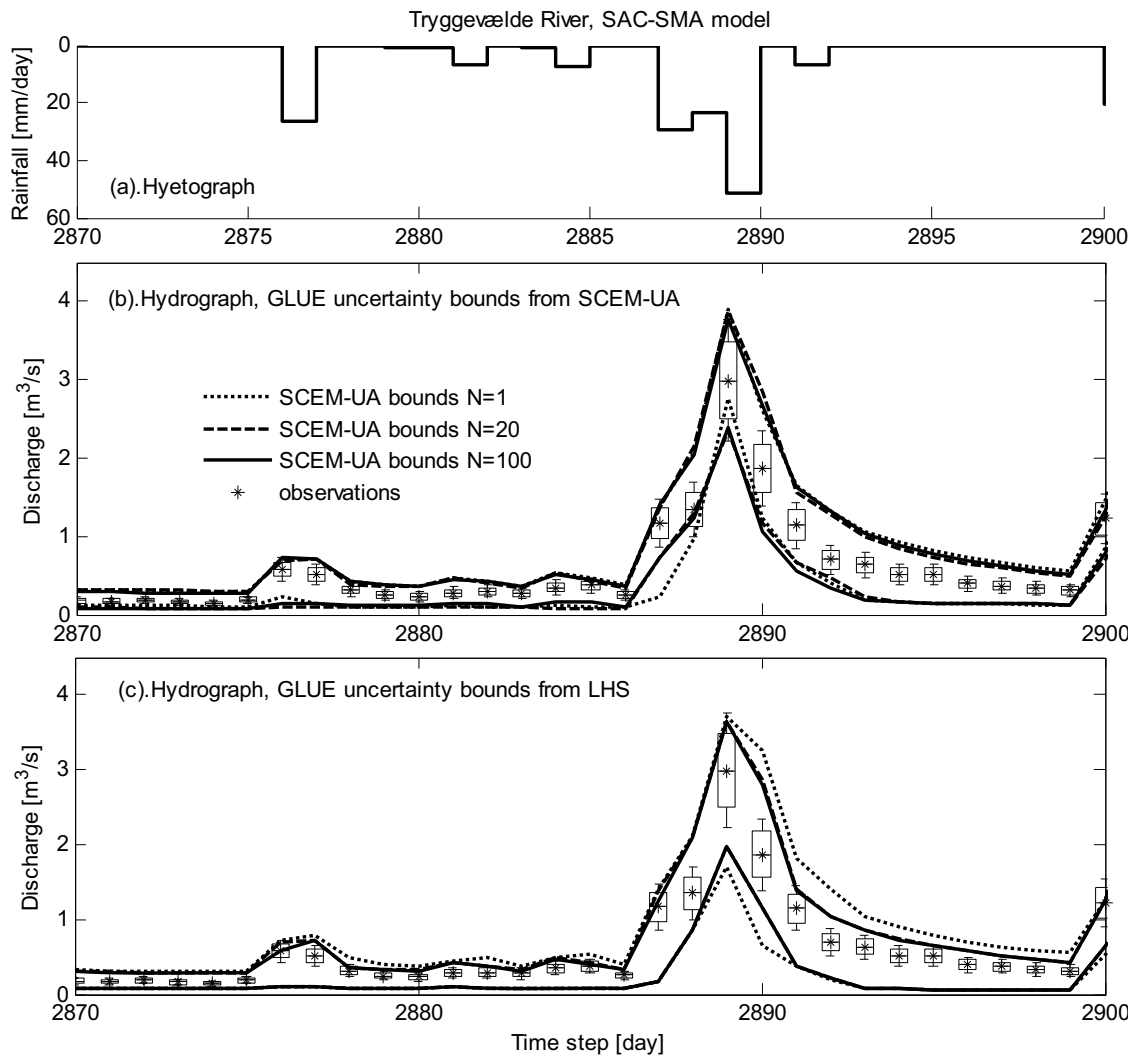 Tryggevælde River, SAC-SMA model
Rainfall [mm/day]
0
20
40
60
(a).Hyetograph
2870
2875
2880
2885
2890
2895
2900
(b).Hydrograph, GLUE uncertainty bounds from SCEM-UA
Discharge [m³/s]
4
3
2
1
0
SCEM-UA bounds N=1
SCEM-UA bounds N=20
SCEM-UA bounds N=100
observations
2870
2880
2890
2900
(c).Hydrograph, GLUE uncertainty bounds from LHS
Discharge [m³/s]
4
3
2
1
0
2870
2880
2890
2900
Time step [day]